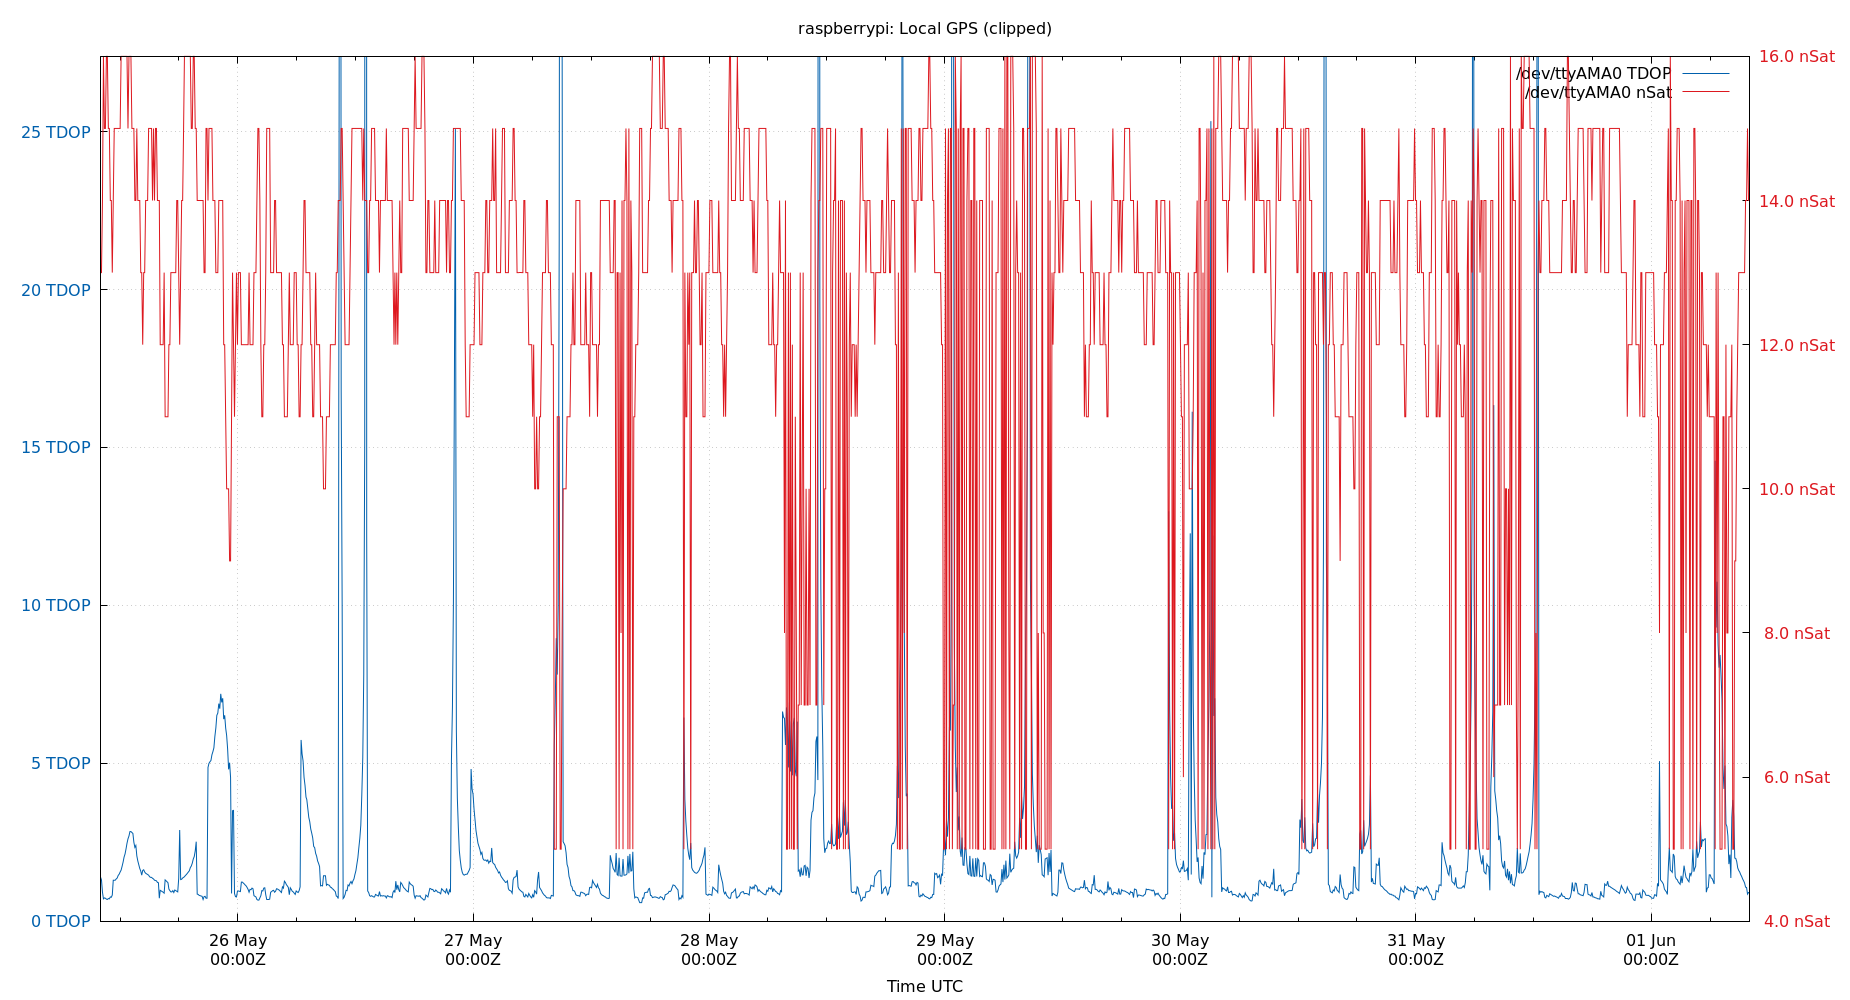 raspberrypi: Local GPS (clipped)
16.0 nSat
/dev/ttyAMA0 TDOP
/dev/ttyAMA0 nSat
25 TDOP
14.0 nSat
20 TDOP
12.0 nSat
15 TDOP
10.0 nSat
10 TDOP
8.0 nSat
5 TDOP
6.0 nSat
0 TDOP
4.0 nSat
26 May 27 May 28 May 29 May 30 May 31 May 01 Jun
00:00Z 00:00Z 00:00Z 00:00Z 00:00Z 00:00Z 00:00Z
Time UTC